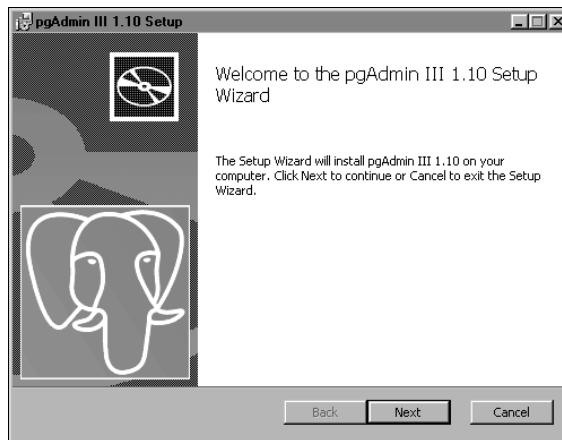 pgAdmin III 1.10 Setup
Welcome to the pgAdmin III 1.10 Setup
Wizard
The Setup Wizard will install pgAdmin III 1.10 on your
computer. Click Next to continue or Cancel to exit the Setup
Wizard.
Back Next Cancel